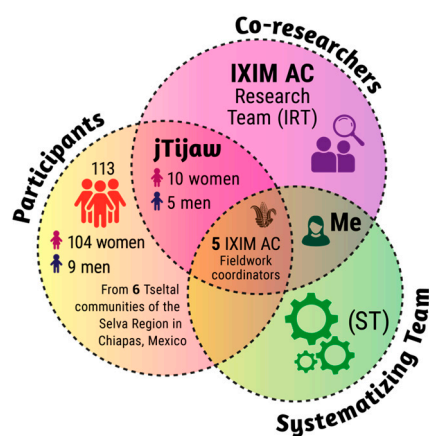 Co-researchers
IXIM AC
Research
Team (IRT)
Participants
jTijaw
10 women
5 men
113
104 women
9 men
From 6 Tseltal
communities of the
Selva Region in
Chiapas, Mexico
5 IXIM AC
Fieldwork
coordinators
Me
(ST)
Systematizing Team